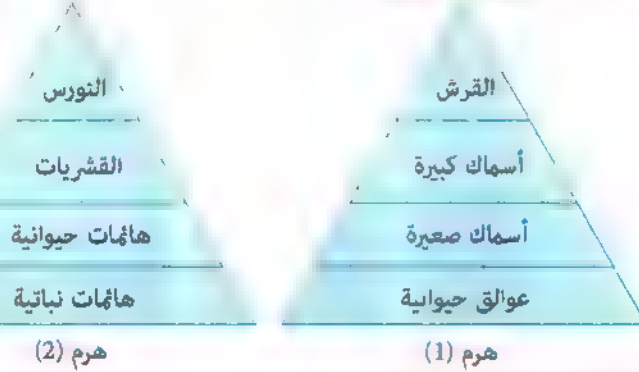 القرش
أسماك كبيرة
أسماك صغيرة
عوالق حيوانية
هرم (1)
النورس
القشريات
هائمات حيوانية
هائمات نباتية
هرم (2)